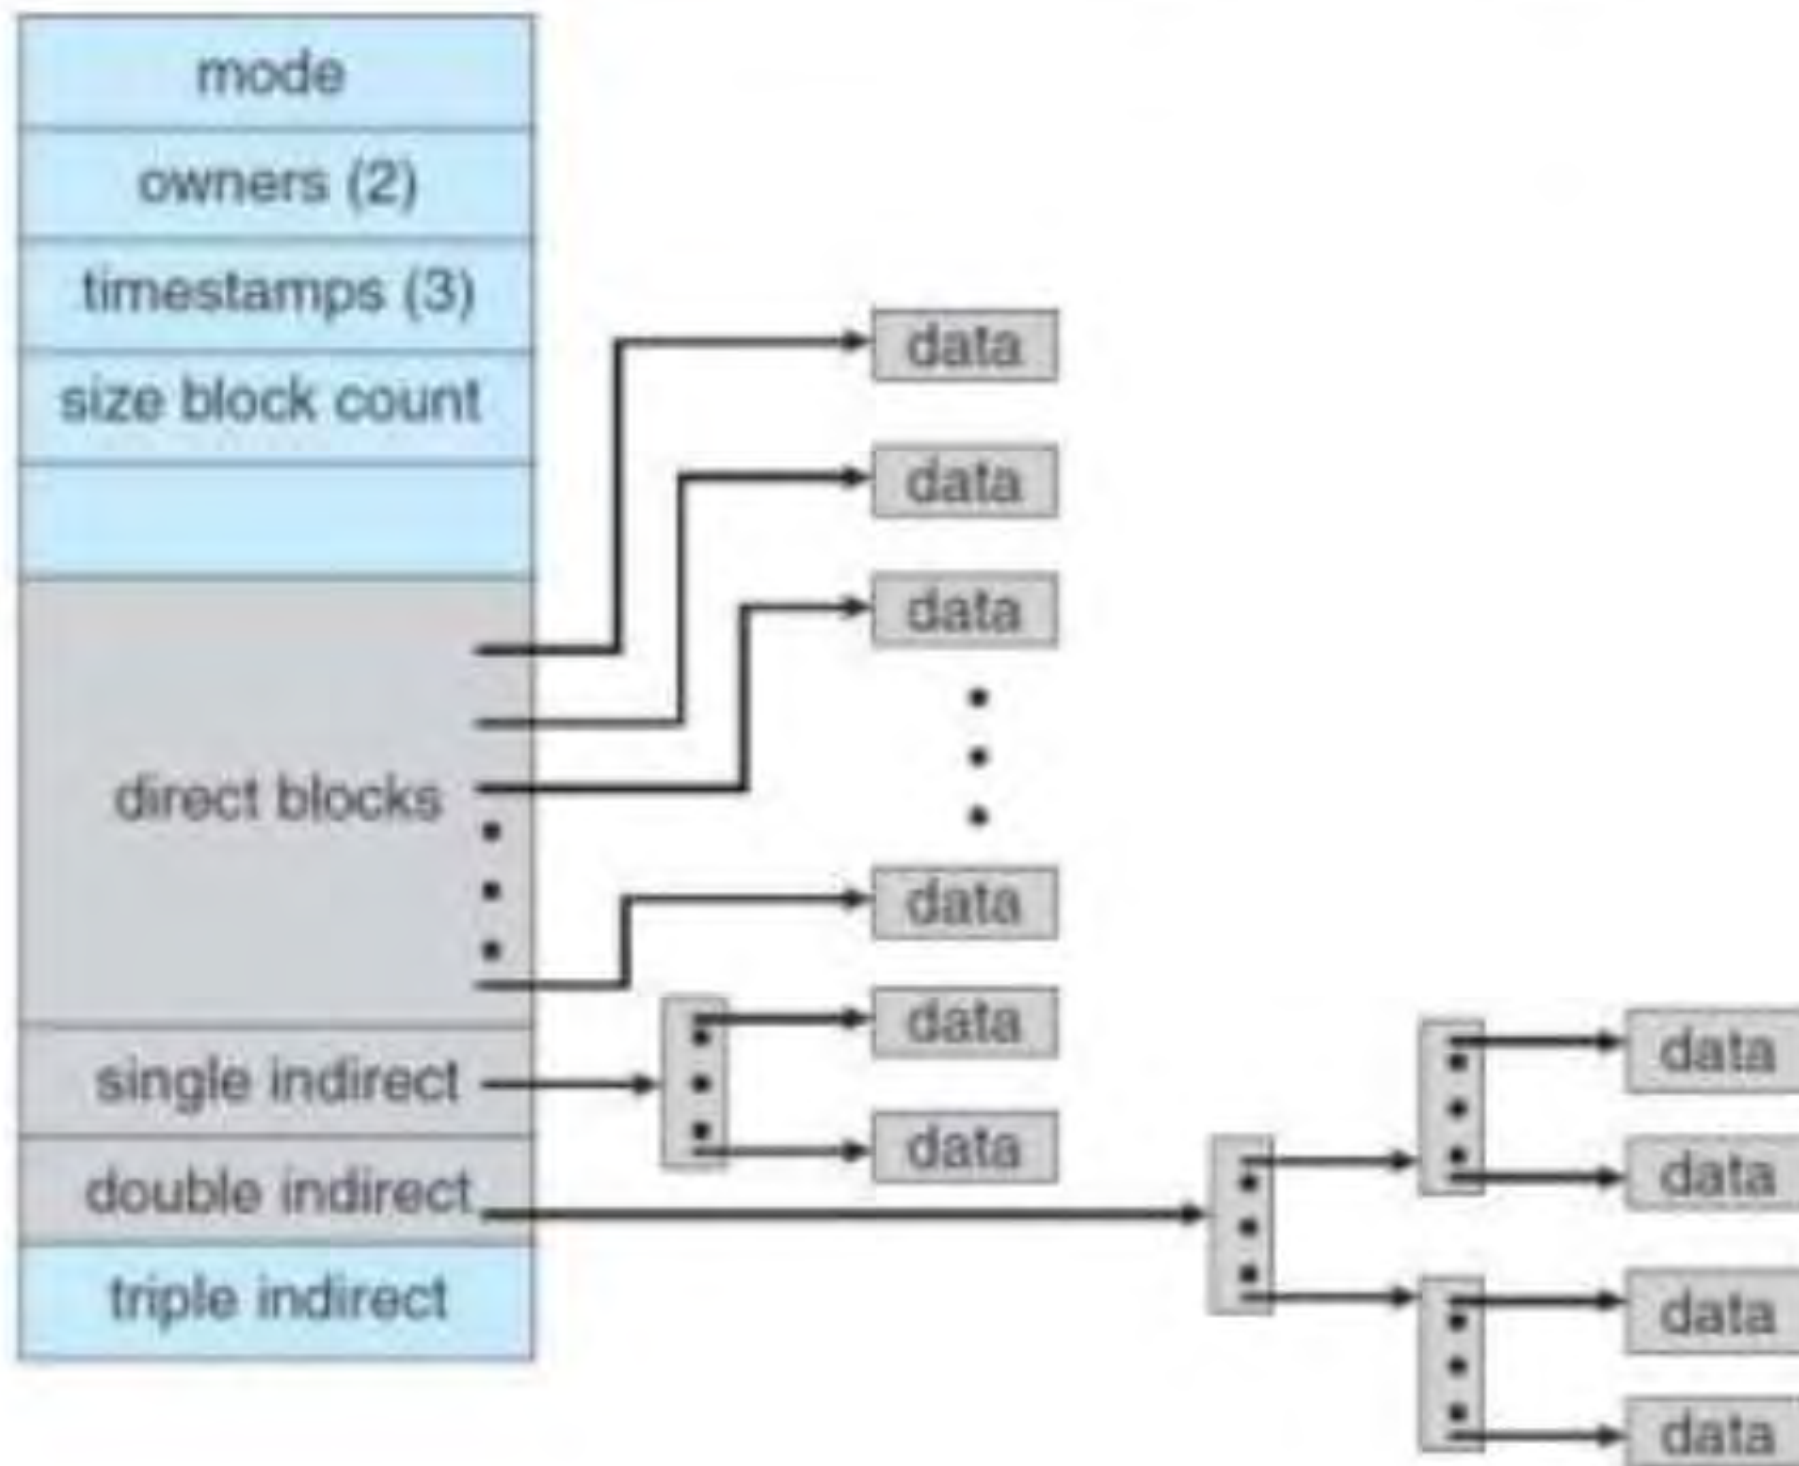 mode
owners (2)
timestamps (3)
size block count
direct blocks
single indirect
double indirect
triple indirect
data
data
data
data
data
data
data
data
data
data